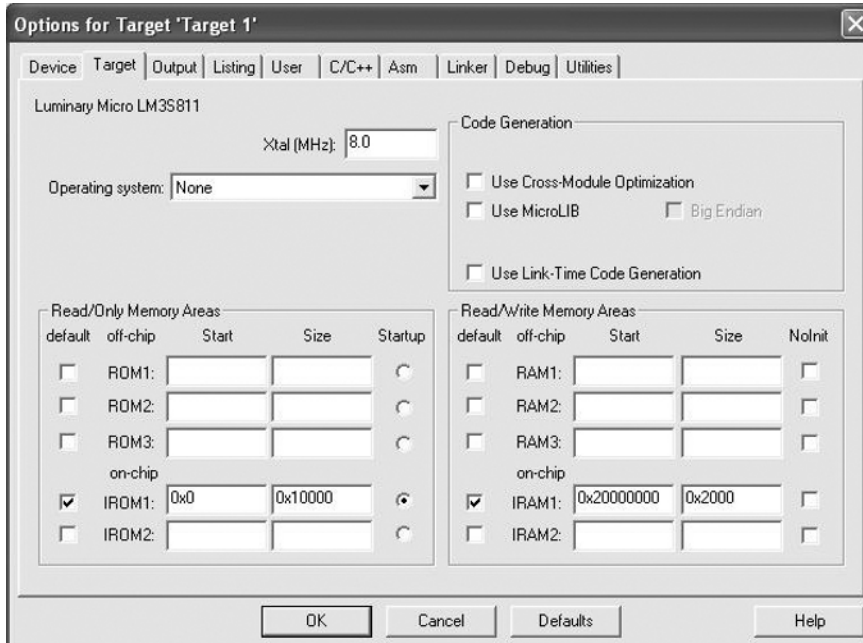 Options for Target 'Target 1'
Device Target Output Listing User C/C++ Asm Linker Debug Utilities
Luminary Micro LM3S811
Xtal (MHz): 8.0
Operating system: None
Code Generation
Use Cross-Module Optimization
Use MicroLIB Big Endian
Use Link-Time Code Generation
Read/Only Memory Areas
default off-chip Start Size Startup
ROM1:
ROM2:
ROM3:
on-chip
IROM1: 0x0 0x10000
IROM2:
Read/Write Memory Areas
default off-chip Start Size NoInit
RAM1:
RAM2:
RAM3:
on-chip
IRAM1: 0x20000000 0x2000
IRAM2:
OK Cancel Defaults Help